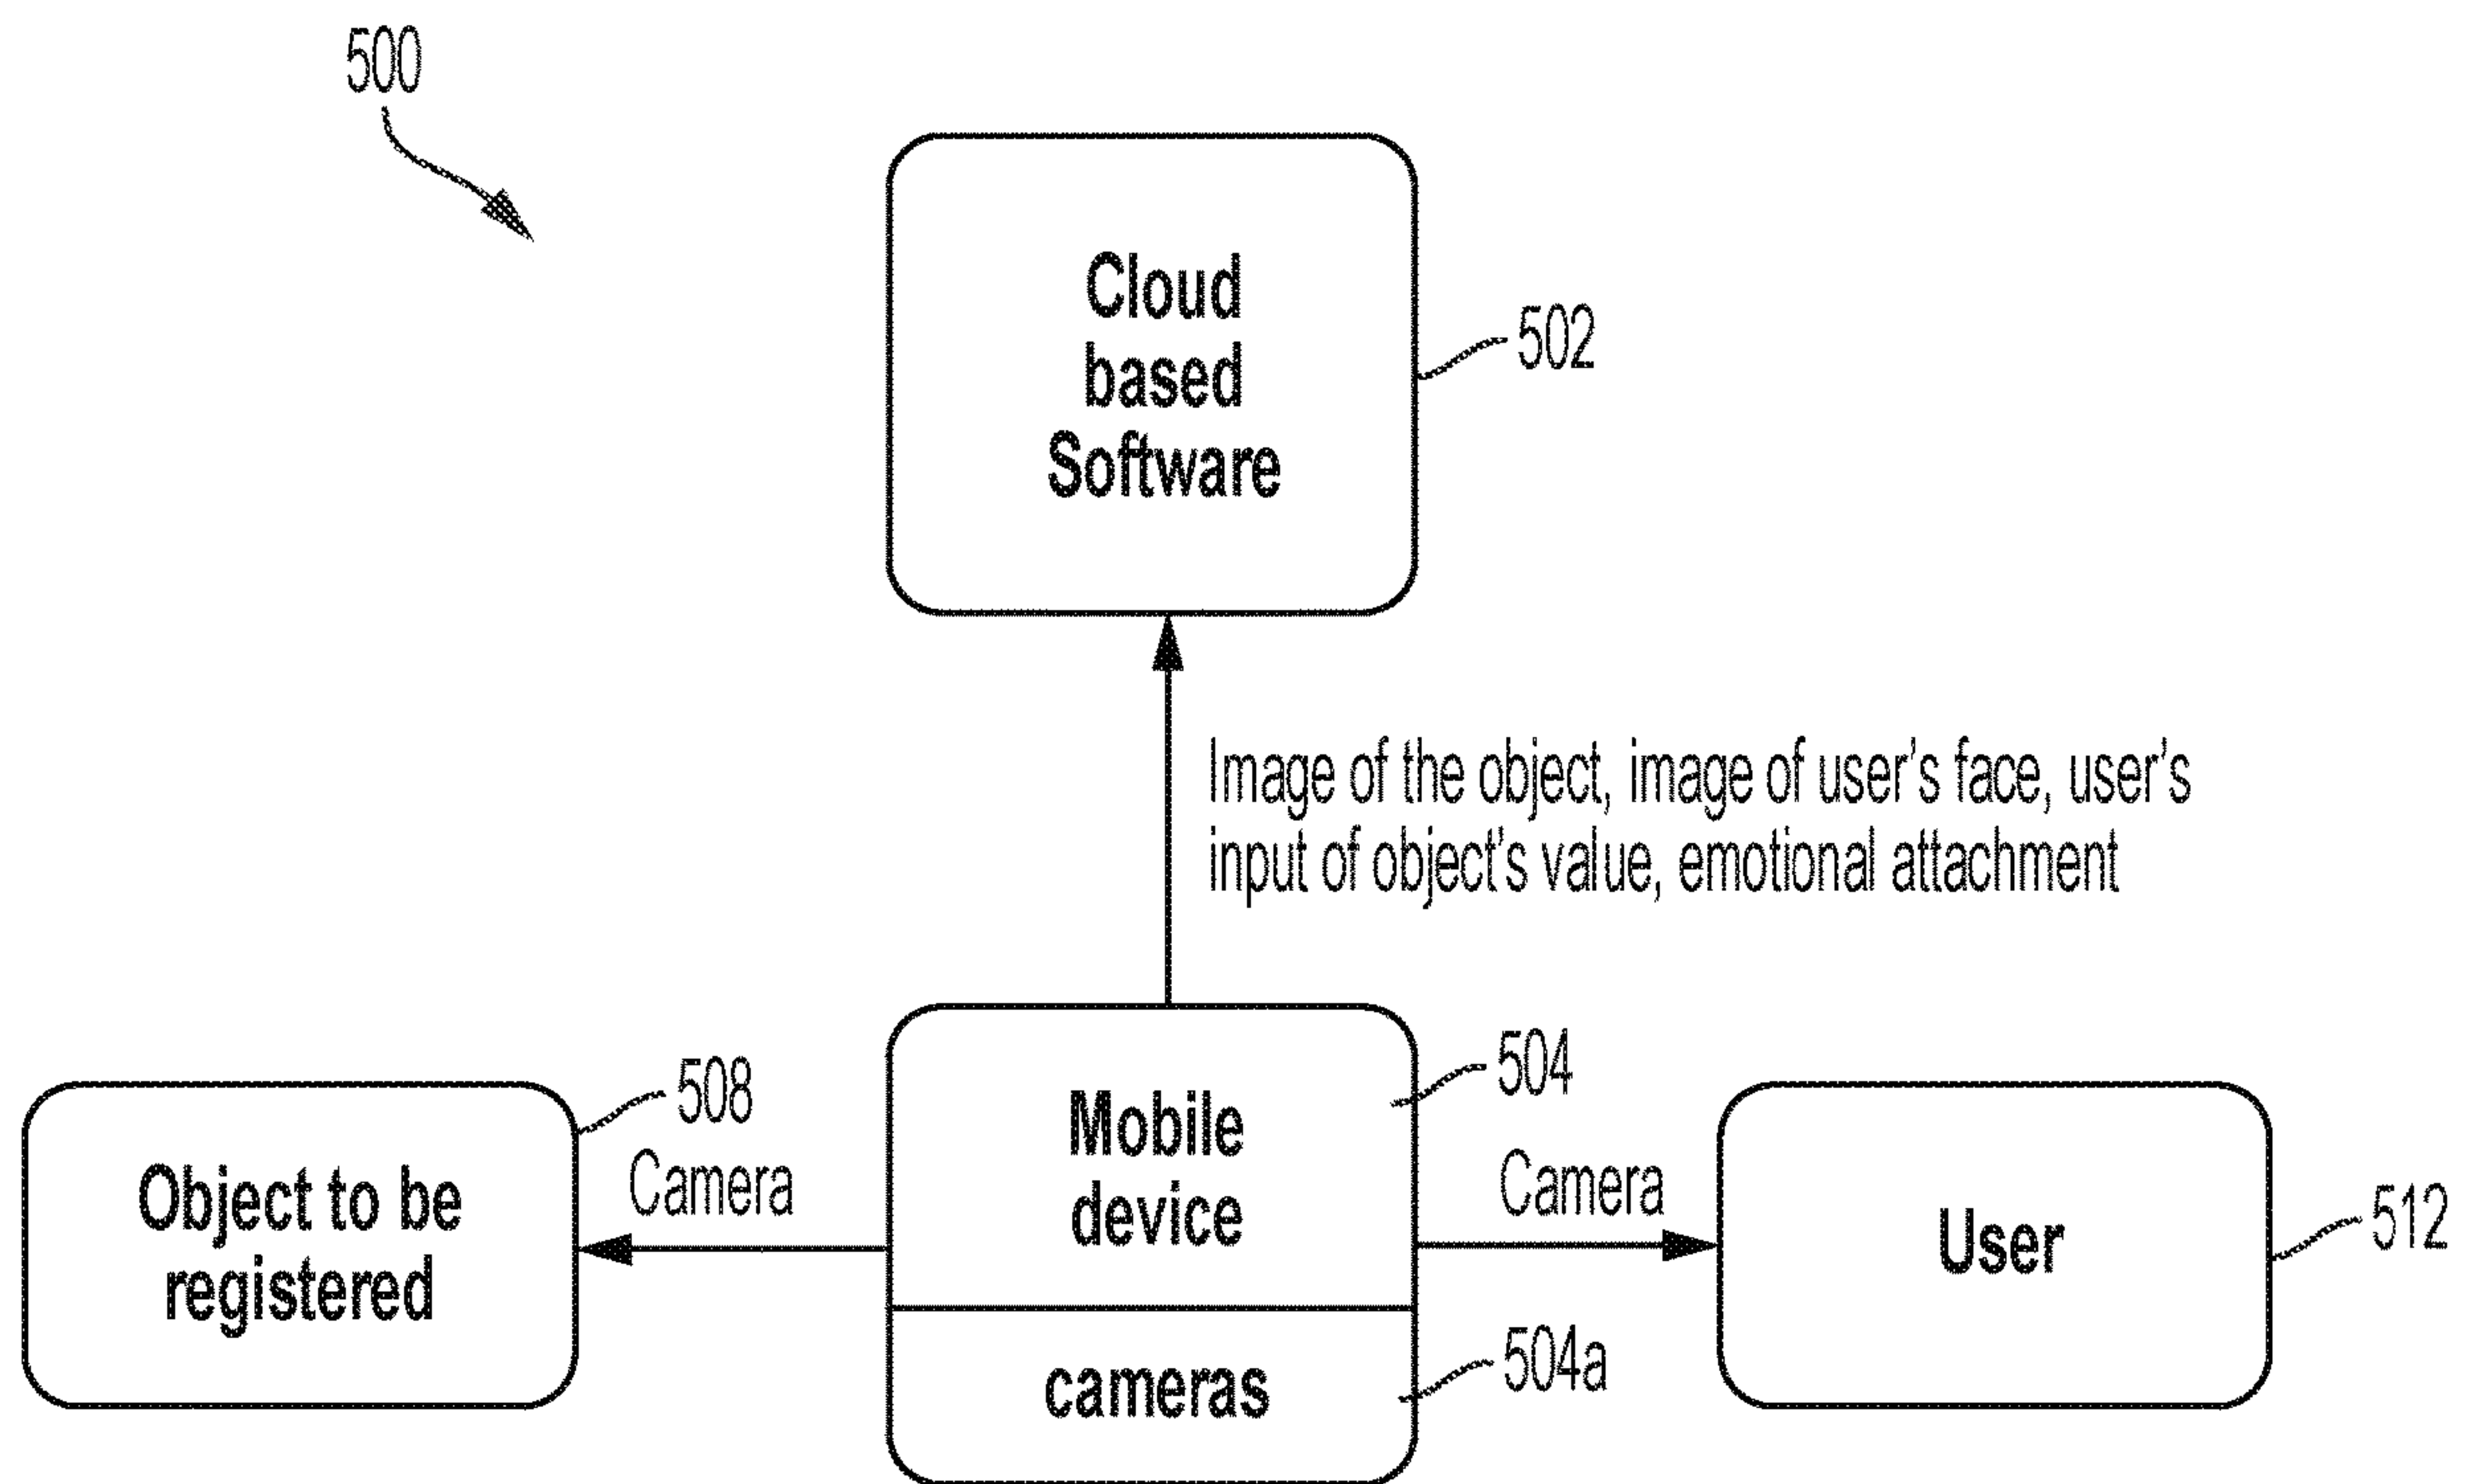 500
Cloud
based
Software
502
Image of the object, image of user's face, user's
input of object's value, emotional attachment
508
Object to be
registered
Camera
Mobile
device
504
cameras
504a
Camera
User
512